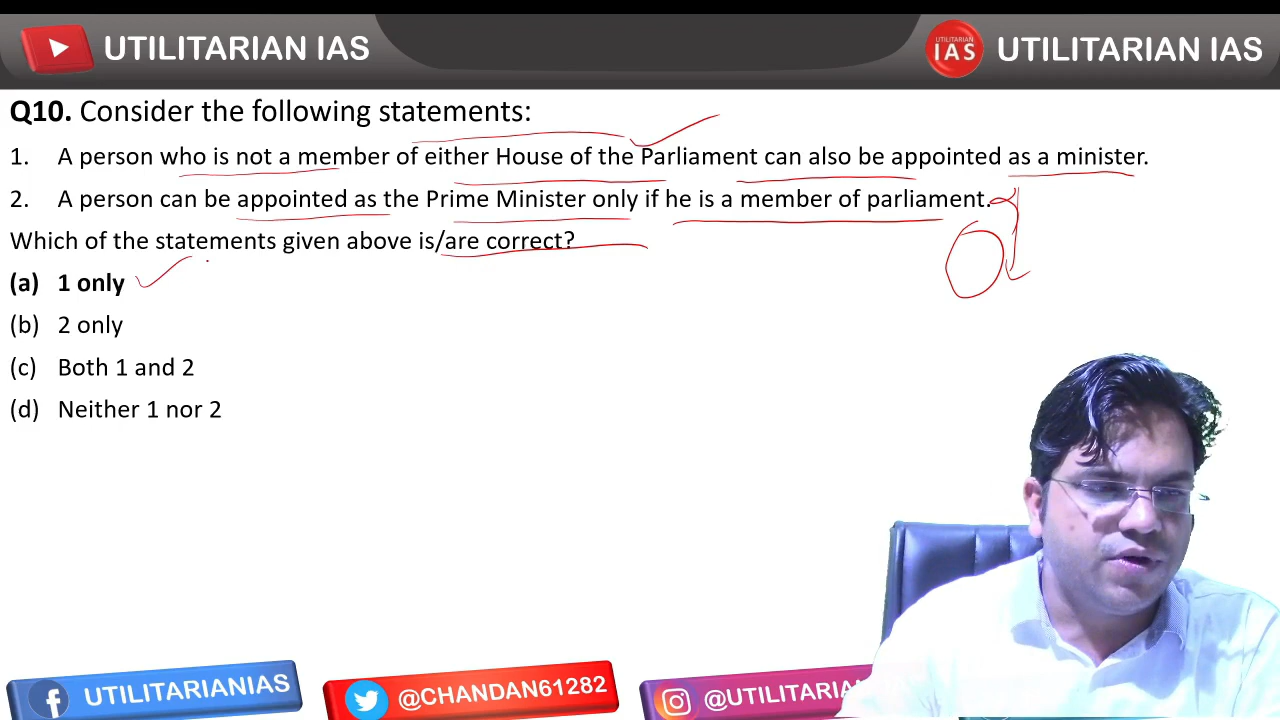 UTILITARIAN IAS
UTILITARIAN IAS UTILITARIAN IAS
Q10. Consider the following statements:
1. A person who is not a member of either House of the Parliament can also be appointed as a minister.
2. A person can be appointed as the Prime Minister only if he is a member of parliament.
Which of the statements given above is/are correct?
(a) 1 only
(b) 2 only
(c) Both 1 and 2
(d) Neither 1 nor 2
UTILITARIANIAS
@CHANDAN61282